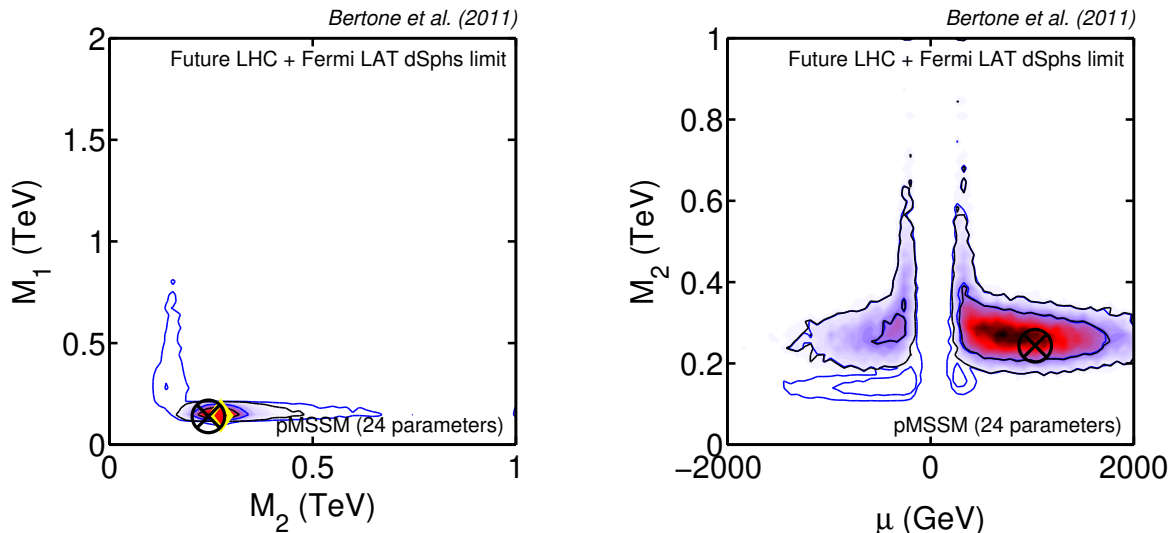 Bertone et al. (2011)
Future LHC + Fermi LAT dSphs limit
2
1.5
1
0.5
0
M₁ (TeV)
pMSSM (24 parameters)
0
0.5
1
M₂ (TeV)
Bertone et al. (2011)
Future LHC + Fermi LAT dSphs limit
1
0.8
0.6
0.4
0.2
0
M₂ (TeV)
pMSSM (24 parameters)
−2000
0
2000
μ (GeV)